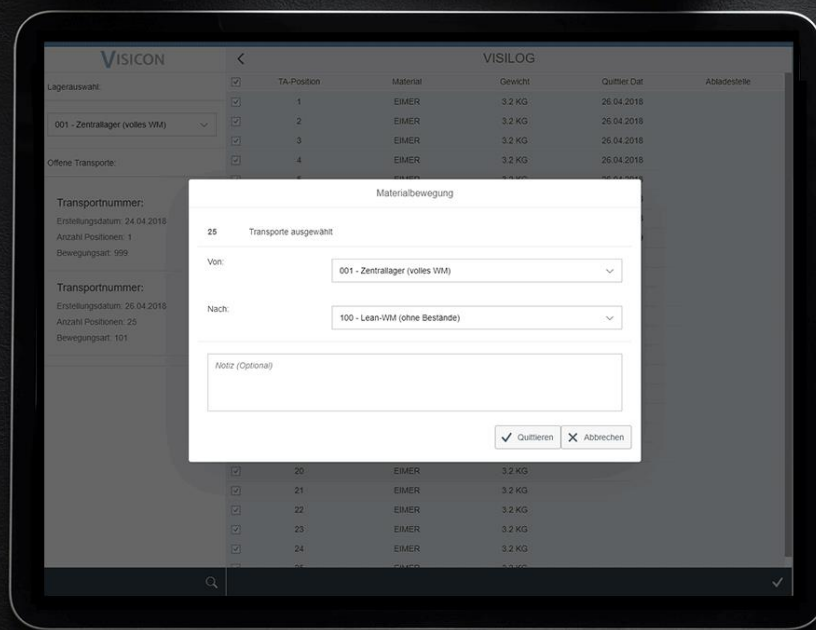 VISICON
VISILOG
Lagerauswahl:
001 - Zentrallager (volles WM)
Offene Transporte:
Transportnummer:
Erstellungsdatum: 24.04.2018
Anzahl Positionen: 1
Bewegungsart: 999
Transportnummer:
Erstellungsdatum: 26.04.2018
Anzahl Positionen: 25
Bewegungsart: 101
TA-Position Material Gewicht Quittier.Dat Abladestelle
1 EIMER 3.2 KG 26.04.2018
2 EIMER 3.2 KG 26.04.2018
3 EIMER 3.2 KG 26.04.2018
4 EIMER 3.2 KG 26.04.2018
Materialbewegung
25 Transporte ausgewählt
Von:
001 - Zentrallager (volles WM)
Nach:
100 - Lean-WM (ohne Bestände)
Notiz (Optional)
Quittieren Abbrechen
20 EIMER 3.2 KG
21 EIMER 3.2 KG
22 EIMER 3.2 KG
23 EIMER 3.2 KG
24 EIMER 3.2 KG